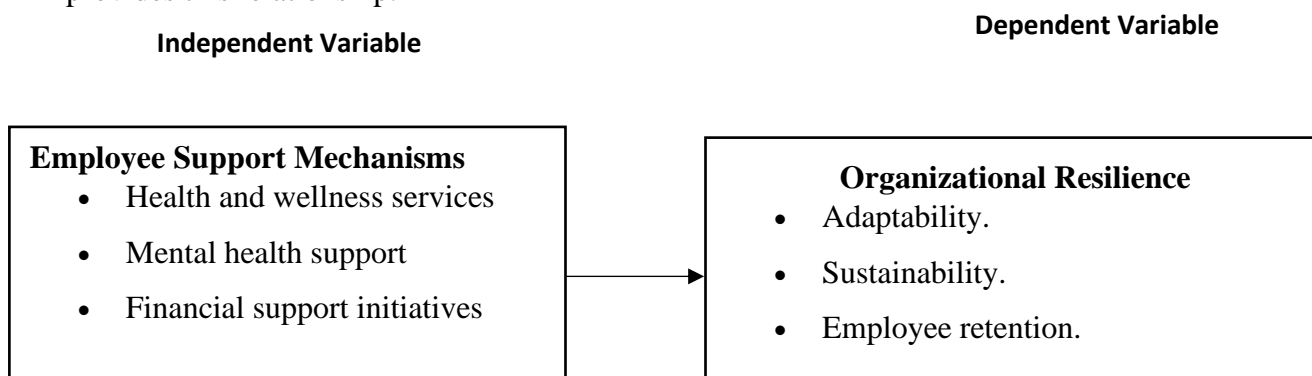 Independent Variable
Dependent Variable
Employee Support Mechanisms
• Health and wellness services
• Mental health support
• Financial support initiatives
Organizational Resilience
• Adaptability.
• Sustainability.
• Employee retention.